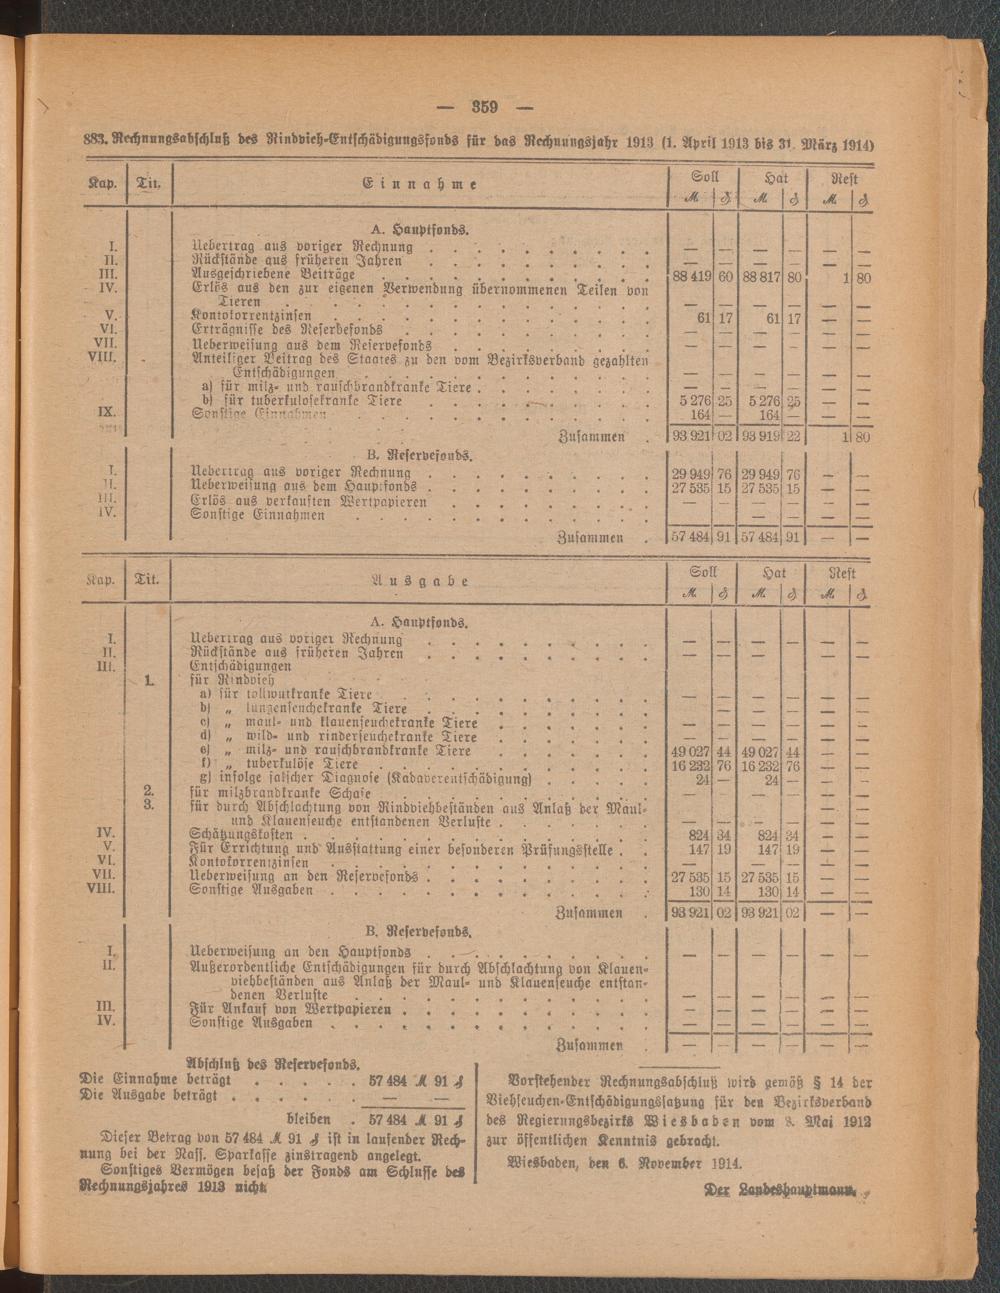 — 359 —
883. Rechnungsabschluß des Rindvieh-Entschädigungsfonds für das Rechnungsjahr 1913 (1. April 1913 bis 31. März 1914)
Kap. Tit. Einnahme Soll Hat Rest
M. ₰ M. ₰ M. ₰
A. Hauptfonds.
I. Uebertrag aus voriger Rechnung . . . . . . . . . — — — — — —
II. Rückstände aus früheren Jahren . . . . . . . . . — — — — — —
III. Ausgeschriebene Beiträge . . . . . . . . . . 88 419 60 88 817 80 1 80
IV. Erlös aus den zur eigenen Verwendung übernommenen Teilen von
Tieren . . . . . . . . . . . . . — — — — — —
V. Kontokorrentzinsen . . . . . . . . . . . 61 17 61 17 — —
VI. Erträgnisse des Reservefonds . . . . . . . . . — — — — — —
VII. Ueberweisung aus dem Reservefonds . . . . . . . . — — — — — —
VIII. Anteiliger Beitrag des Staates zu den vom Bezirksverband gezahlten
Entschädigungen . . . . . . . . . . — — — — — —
a) für milz- und rauschbrandkranke Tiere . . . . . . . — — — — — —
b) für tuberkulosekranke Tiere . . . . . . . . . 5 276 25 5 276 25 — —
IX. Sonstige Einnahmen . . . . . . . . . . 164 — 164 — — —
Zusammen . 93 921 02 93 919 22 1 80
B. Reservefonds.
I. Uebertrag aus voriger Rechnung . . . . . . . . . 29 949 76 29 949 76 — —
II. Ueberweisung aus dem Hauptfonds . . . . . . . . . 27 535 15 27 535 15 — —
III. Erlös aus verkauften Wertpapieren . . . . . . . . — — — — — —
IV. Sonstige Einnahmen . . . . . . . . . . . — — — —
Zusammen . 57 484 91 57 484 91 — —
Kap. Tit. Ausgabe Soll Hat Rest
M. ₰ M. ₰ M. ₰
A. Hauptfonds.
I. Uebertrag aus voriger Rechnung . . . . . . . . . — — — — — —
II. Rückstände aus früheren Jahren . . . . . . . . . — — — — — —
III. Entschädigungen
1. für Rindvieh
a) für tollwutkranke Tiere . . . . . . . . . — — — — — —
b) „ lungenseuchekranke Tiere . . . . . . . . — — — — — —
c) „ maul- und klauenseuchekranke Tiere . . . . . . — — — — — —
d) „ wild- und rinderseuchekranke Tiere . . . . . . — — — — — —
e) „ milz- und rauschbrandkranke Tiere . . . . . . 49 027 44 49 027 44 — —
f) „ tuberkulöse Tiere . . . . . . . . . 16 232 76 16 232 76 — —
g) infolge falscher Diagnose (Kadaverentschädigung) . . . . 24 — 24 — — —
2. für milzbrandkranke Schafe . . . . . . . . . — — — — — —
3. für durch Abschlachtung von Rindviehbeständen aus Anlaß der Maul-
und Klauenseuche entstandenen Verluste . . . . . . — — — — — —
IV. Schätzungskosten . . . . . . . . . . . 824 34 824 34 — —
V. Für Errichtung und Ausstattung einer besonderen Prüfungsstelle . . 147 19 147 19 — —
VI. Kontokorrentzinsen . . . . . . . . . . . — — — — — —
VII. Ueberweisung an den Reservefonds . . . . . . . . 27 535 15 27 535 15 — —
VIII. Sonstige Ausgaben . . . . . . . . . . . 130 14 130 14 — —
Zusammen . 93 921 02 93 921 02 — —
B. Reservefonds.
I. Ueberweisung an den Hauptfonds . . . . . . . . . — — — — — —
II. Außerordentliche Entschädigungen für durch Abschlachtung von Klauen-
viehbeständen aus Anlaß der Maul- und Klauenseuche entstan-
denen Verluste . . . . . . . . . . . — — — — — —
III. Für Ankauf von Wertpapieren . . . . . . . . . — — — — — —
IV. Sonstige Ausgaben . . . . . . . . . . . — — — — — —
Zusammen . — — — — — —
Abschluß des Reservefonds.
Die Einnahme beträgt . . . . . 57 484 M 91 ₰
Die Ausgabe beträgt . . . . . . — —
bleiben . 57 484 M 91 ₰
Dieser Betrag von 57 484 M 91 ₰ ist in laufender Rech-
nung bei der Nass. Sparkasse zinstragend angelegt.
Sonstiges Vermögen besaß der Fonds am Schlusse des
Rechnungsjahres 1913 nicht.
Vorstehender Rechnungsabschluß wird gemäß § 14 der
Viehseuchen-Entschädigungssatzung für den Bezirksverband
des Regierungsbezirks Wiesbaden vom 8. Mai 1912
zur öffentlichen Kenntnis gebracht.
Wiesbaden, den 6. November 1914.
Der Landeshauptmann.